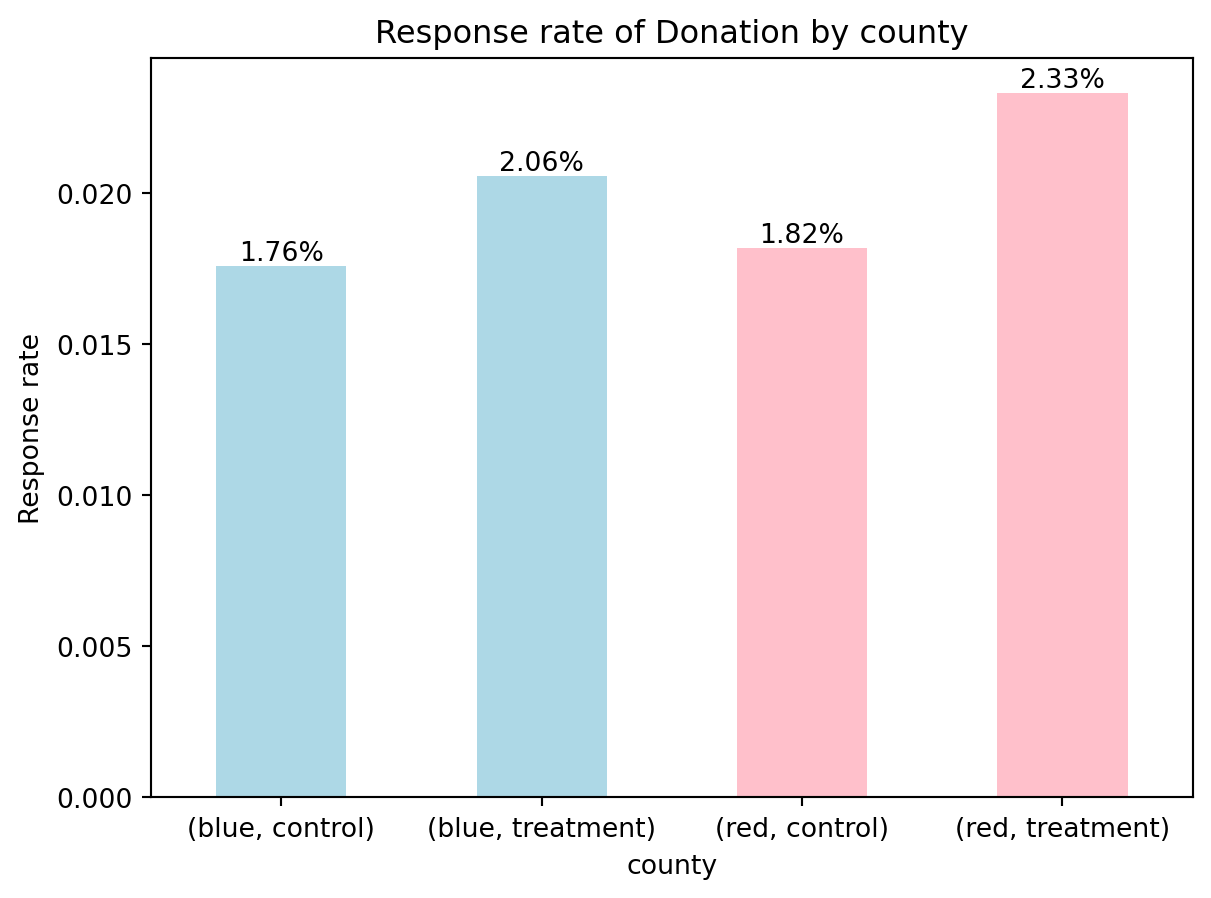 Response rate of Donation by county
2.33%
2.06%
1.82%
1.76%
0.020
0.015
0.010
0.005
0.000
Response rate
(blue, control)
(blue, treatment)
(red, control)
(red, treatment)
county